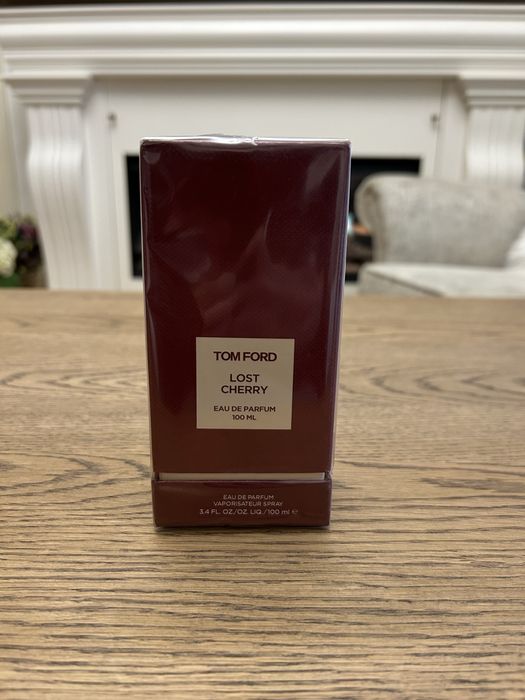 TOM FORD
LOST
CHERRY
EAU DE PARFUM
100 ML
EAU DE PARFUM
VAPORISATEUR SPRAY
3.4 FL. OZ./OZ. LIQ./100 ml ℮